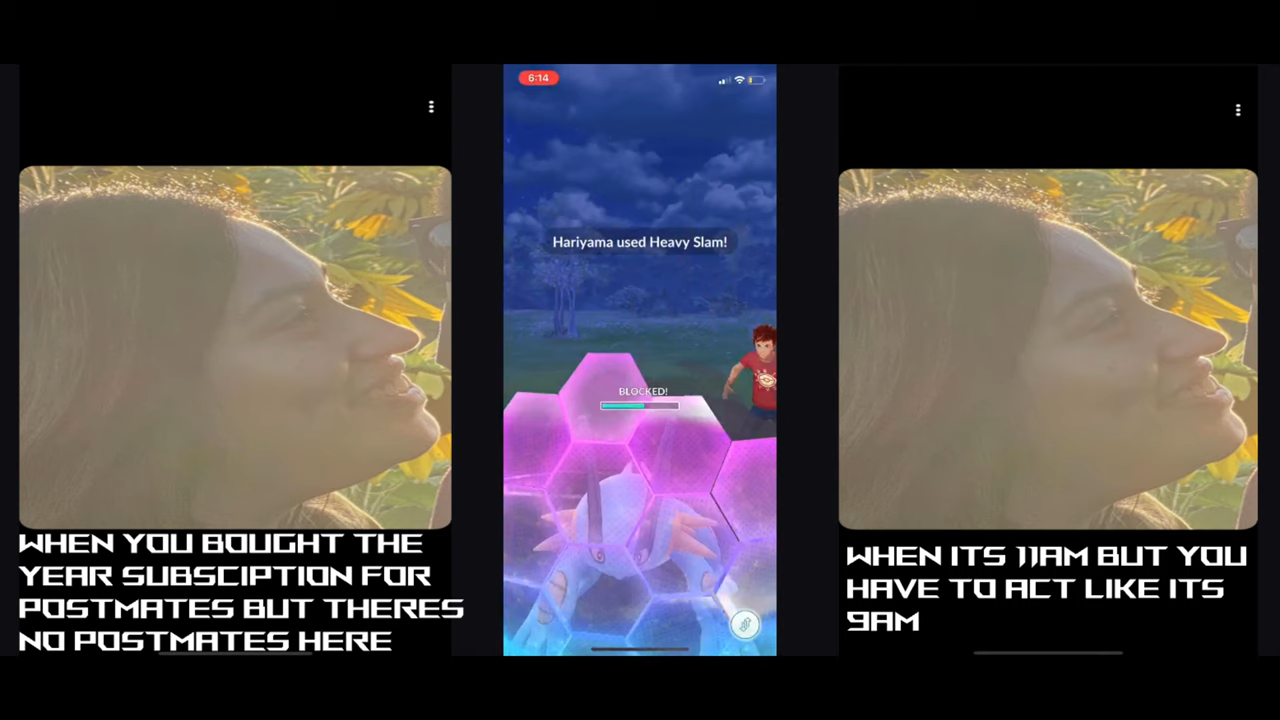 6:14
Hariyama used Heavy Slam!
BLOCKED!
WHEN YOU BOUGHT THE
YEAR SUBSCIPTION FOR
POSTMATES BUT THERES
NO POSTMATES HERE
WHEN ITS 11AM BUT YOU
HAVE TO ACT LIKE ITS
9AM